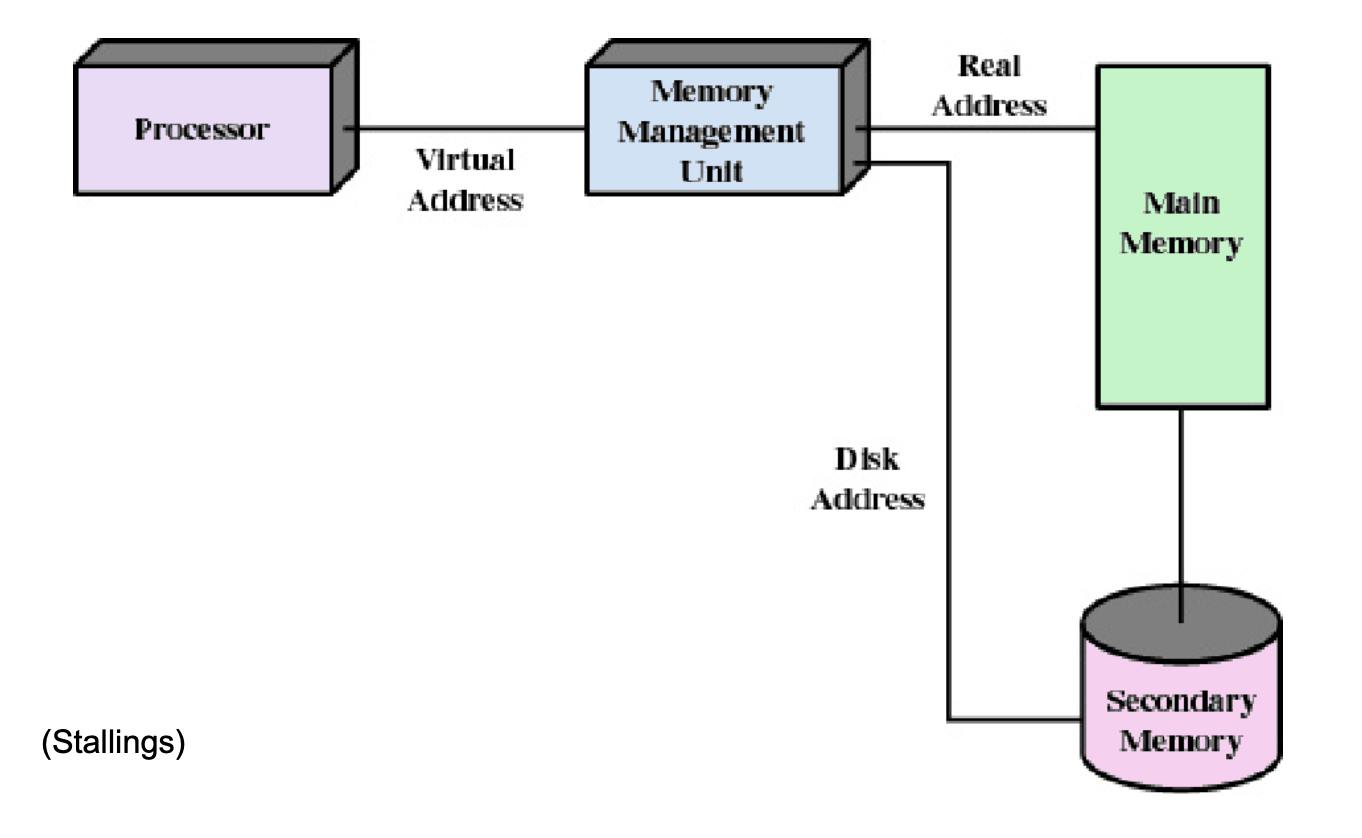 Processor
Virtual
Address
Memory
Management
Unit
Real
Address
Main
Memory
Disk
Address
Secondary
Memory
(Stallings)